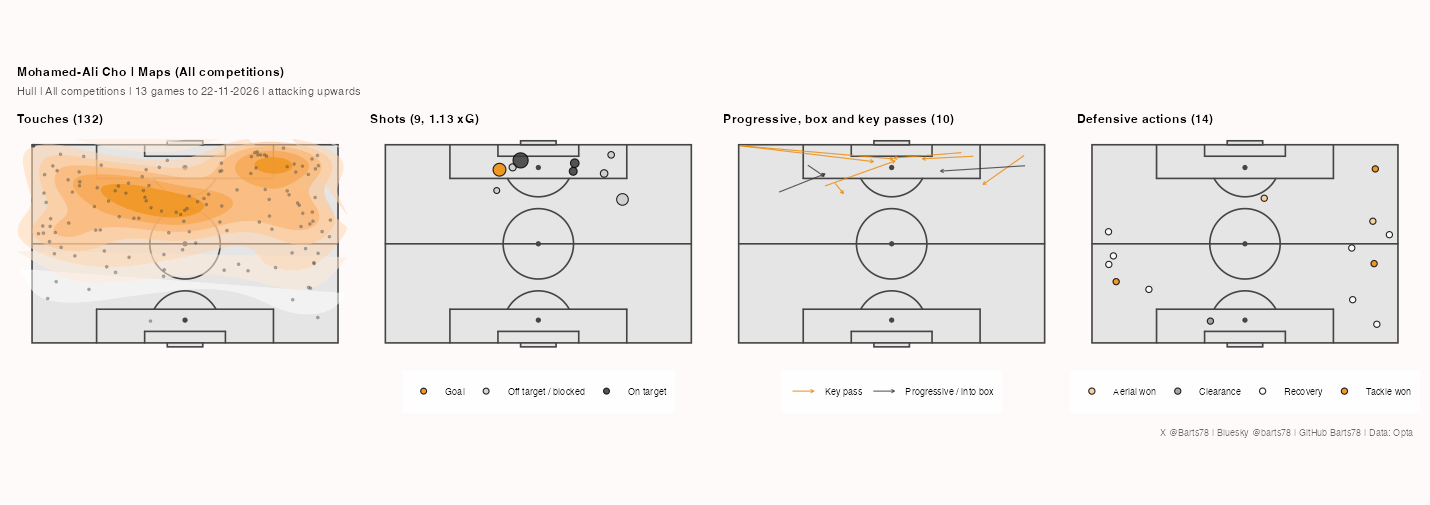 Mohamed-Ali Cho | Maps (All competitions)
Hull | All competitions | 13 games to 22-11-2026 | attacking upwards
Touches (132)
Shots (9, 1.13 xG)
Progressive, box and key passes (10)
Defensive actions (14)
Goal
Off target / blocked
On target
Key pass
Progressive / into box
Aerial won
Clearance
Recovery
Tackle won
X @Barts78 | Bluesky @barts78 | GitHub Barts78 | Data: Opta